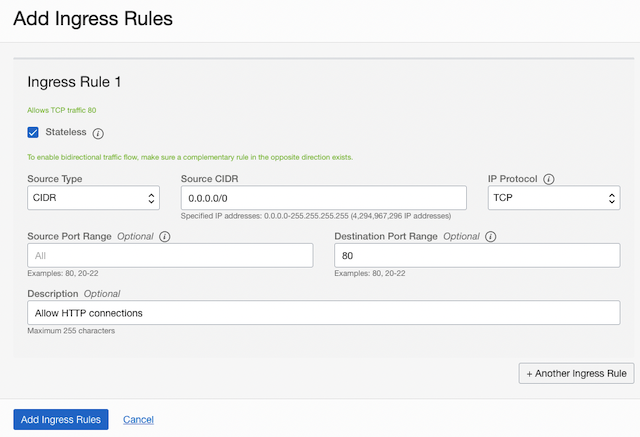 Add Ingress Rules
Ingress Rule 1
Allows TCP traffic 80
Stateless
To enable bidirectional traffic flow, make sure a complementary rule in the opposite direction exists.
Source Type Source CIDR IP Protocol
CIDR 0.0.0.0/0 TCP
Specified IP addresses: 0.0.0.0-255.255.255.255 (4,294,967,296 IP addresses)
Source Port Range Optional Destination Port Range Optional
All 80
Examples: 80, 20-22 Examples: 80, 20-22
Description Optional
Allow HTTP connections
Maximum 255 characters
+ Another Ingress Rule
Add Ingress Rules Cancel